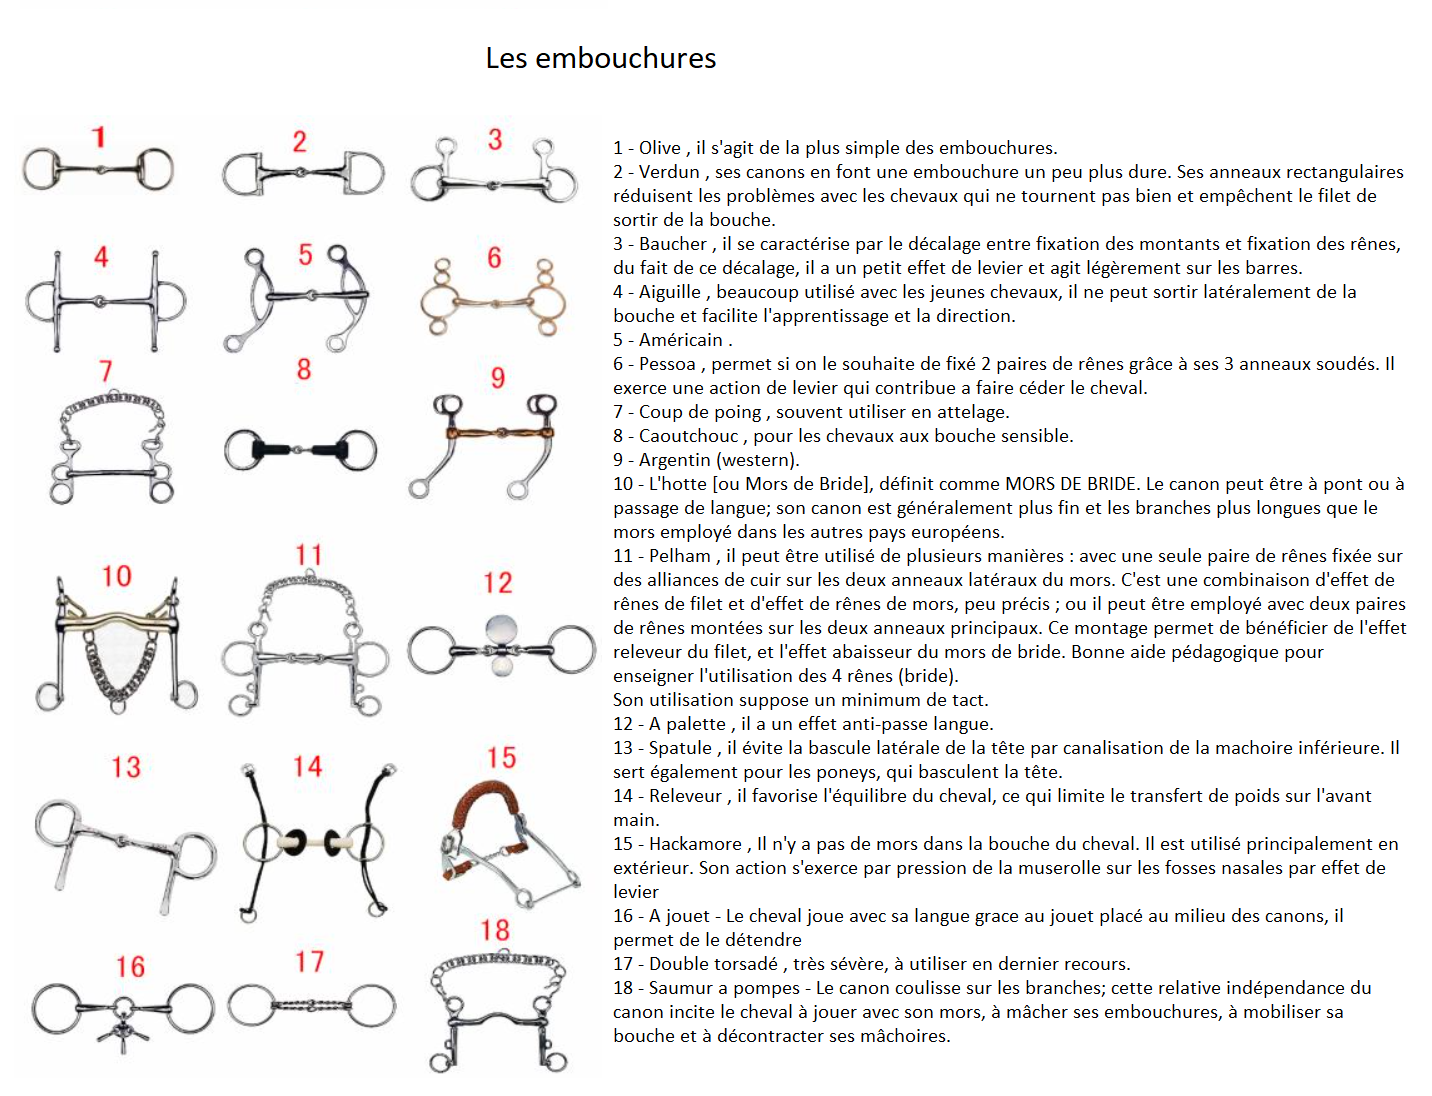 Les embouchures
1
2
3
4
5
6
7
8
9
10
11
12
13
14
15
16
17
18
1 - Olive , il s'agit de la plus simple des embouchures.
2 - Verdun , ses canons en font une embouchure un peu plus dure. Ses anneaux rectangulaires
réduisent les problèmes avec les chevaux qui ne tournent pas bien et empêchent le filet de
sortir de la bouche.
3 - Baucher , il se caractérise par le décalage entre fixation des montants et fixation des rênes,
du fait de ce décalage, il a un petit effet de levier et agit légèrement sur les barres.
4 - Aiguille , beaucoup utilisé avec les jeunes chevaux, il ne peut sortir latéralement de la
bouche et facilite l'apprentissage et la direction.
5 - Américain .
6 - Pessoa , permet si on le souhaite de fixé 2 paires de rênes grâce à ses 3 anneaux soudés. Il
exerce une action de levier qui contribue a faire céder le cheval.
7 - Coup de poing , souvent utiliser en attelage.
8 - Caoutchouc , pour les chevaux aux bouche sensible.
9 - Argentin (western).
10 - L'hotte [ou Mors de Bride], définit comme MORS DE BRIDE. Le canon peut être à pont ou à
passage de langue; son canon est généralement plus fin et les branches plus longues que le
mors employé dans les autres pays européens.
11 - Pelham , il peut être utilisé de plusieurs manières : avec une seule paire de rênes fixée sur
des alliances de cuir sur les deux anneaux latéraux du mors. C'est une combinaison d'effet de
rênes de filet et d'effet de rênes de mors, peu précis ; ou il peut être employé avec deux paires
de rênes montées sur les deux anneaux principaux. Ce montage permet de bénéficier de l'effet
releveur du filet, et l'effet abaisseur du mors de bride. Bonne aide pédagogique pour
enseigner l'utilisation des 4 rênes (bride).
Son utilisation suppose un minimum de tact.
12 - A palette , il a un effet anti-passe langue.
13 - Spatule , il évite la bascule latérale de la tête par canalisation de la machoire inférieure. Il
sert également pour les poneys, qui basculent la tête.
14 - Releveur , il favorise l'équilibre du cheval, ce qui limite le transfert de poids sur l'avant
main.
15 - Hackamore , Il n'y a pas de mors dans la bouche du cheval. Il est utilisé principalement en
extérieur. Son action s'exerce par pression de la muserolle sur les fosses nasales par effet de
levier
16 - A jouet - Le cheval joue avec sa langue grace au jouet placé au milieu des canons, il
permet de le détendre
17 - Double torsadé , très sévère, à utiliser en dernier recours.
18 - Saumur a pompes - Le canon coulisse sur les branches; cette relative indépendance du
canon incite le cheval à jouer avec son mors, à mâcher ses embouchures, à mobiliser sa
bouche et à décontracter ses mâchoires.